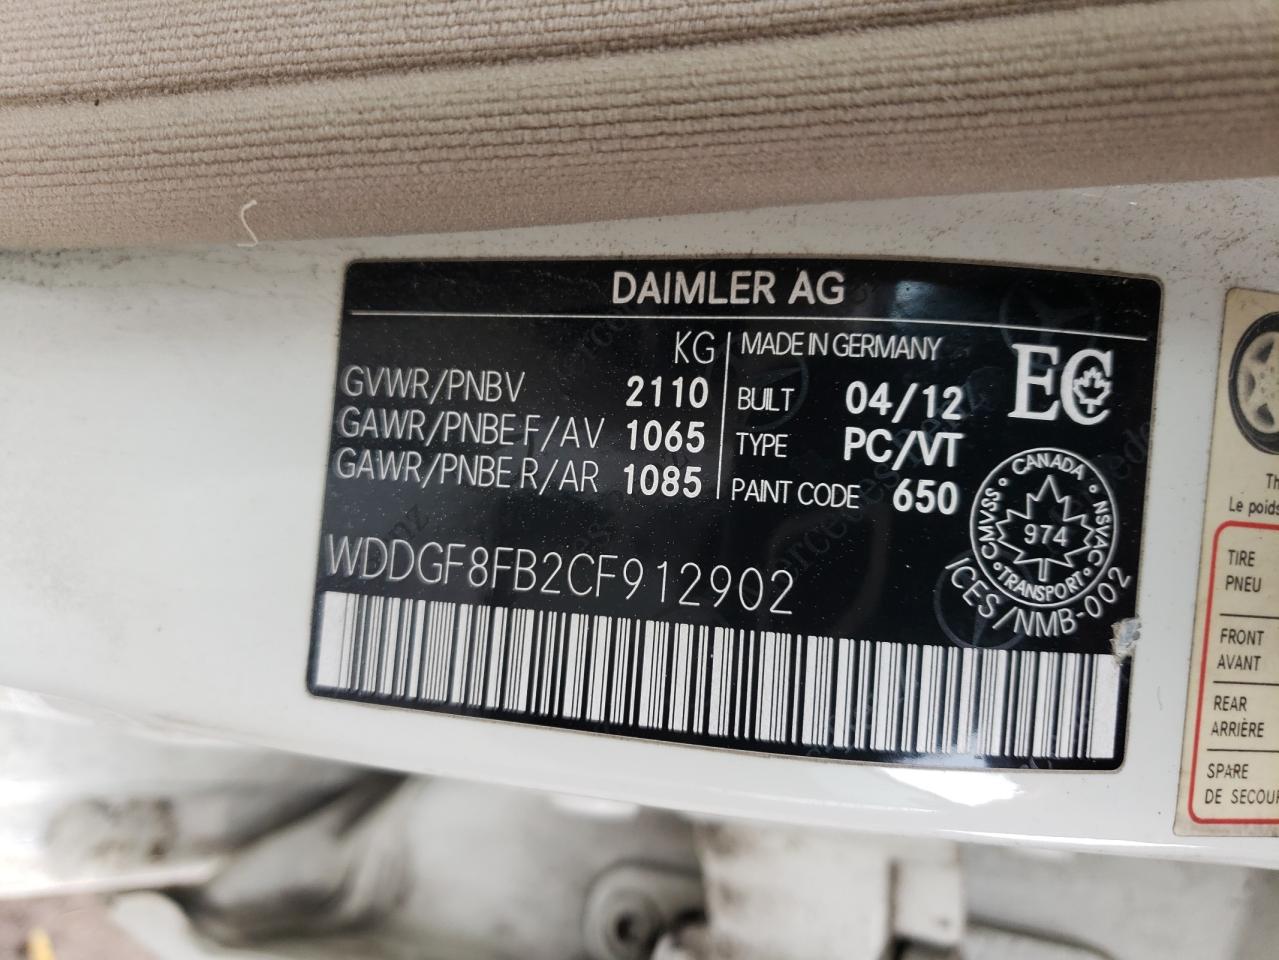 DAIMLER AG
KG
GVWR/PNBV 2110
GAWR/PNBE F/AV 1065
GAWR/PNBE R/AR 1085
MADE IN GERMANY
BUILT 04/12
TYPE PC/VT
PAINT CODE 650
EC
CANADA
CMVSS • NSVAC
974
TRANSPORT
ICES/NMB-002
WDDGF8FB2CF912902
Th
Le poids
TIRE
PNEU
FRONT
AVANT
REAR
ARRIÈRE
SPARE
DE SECOUR